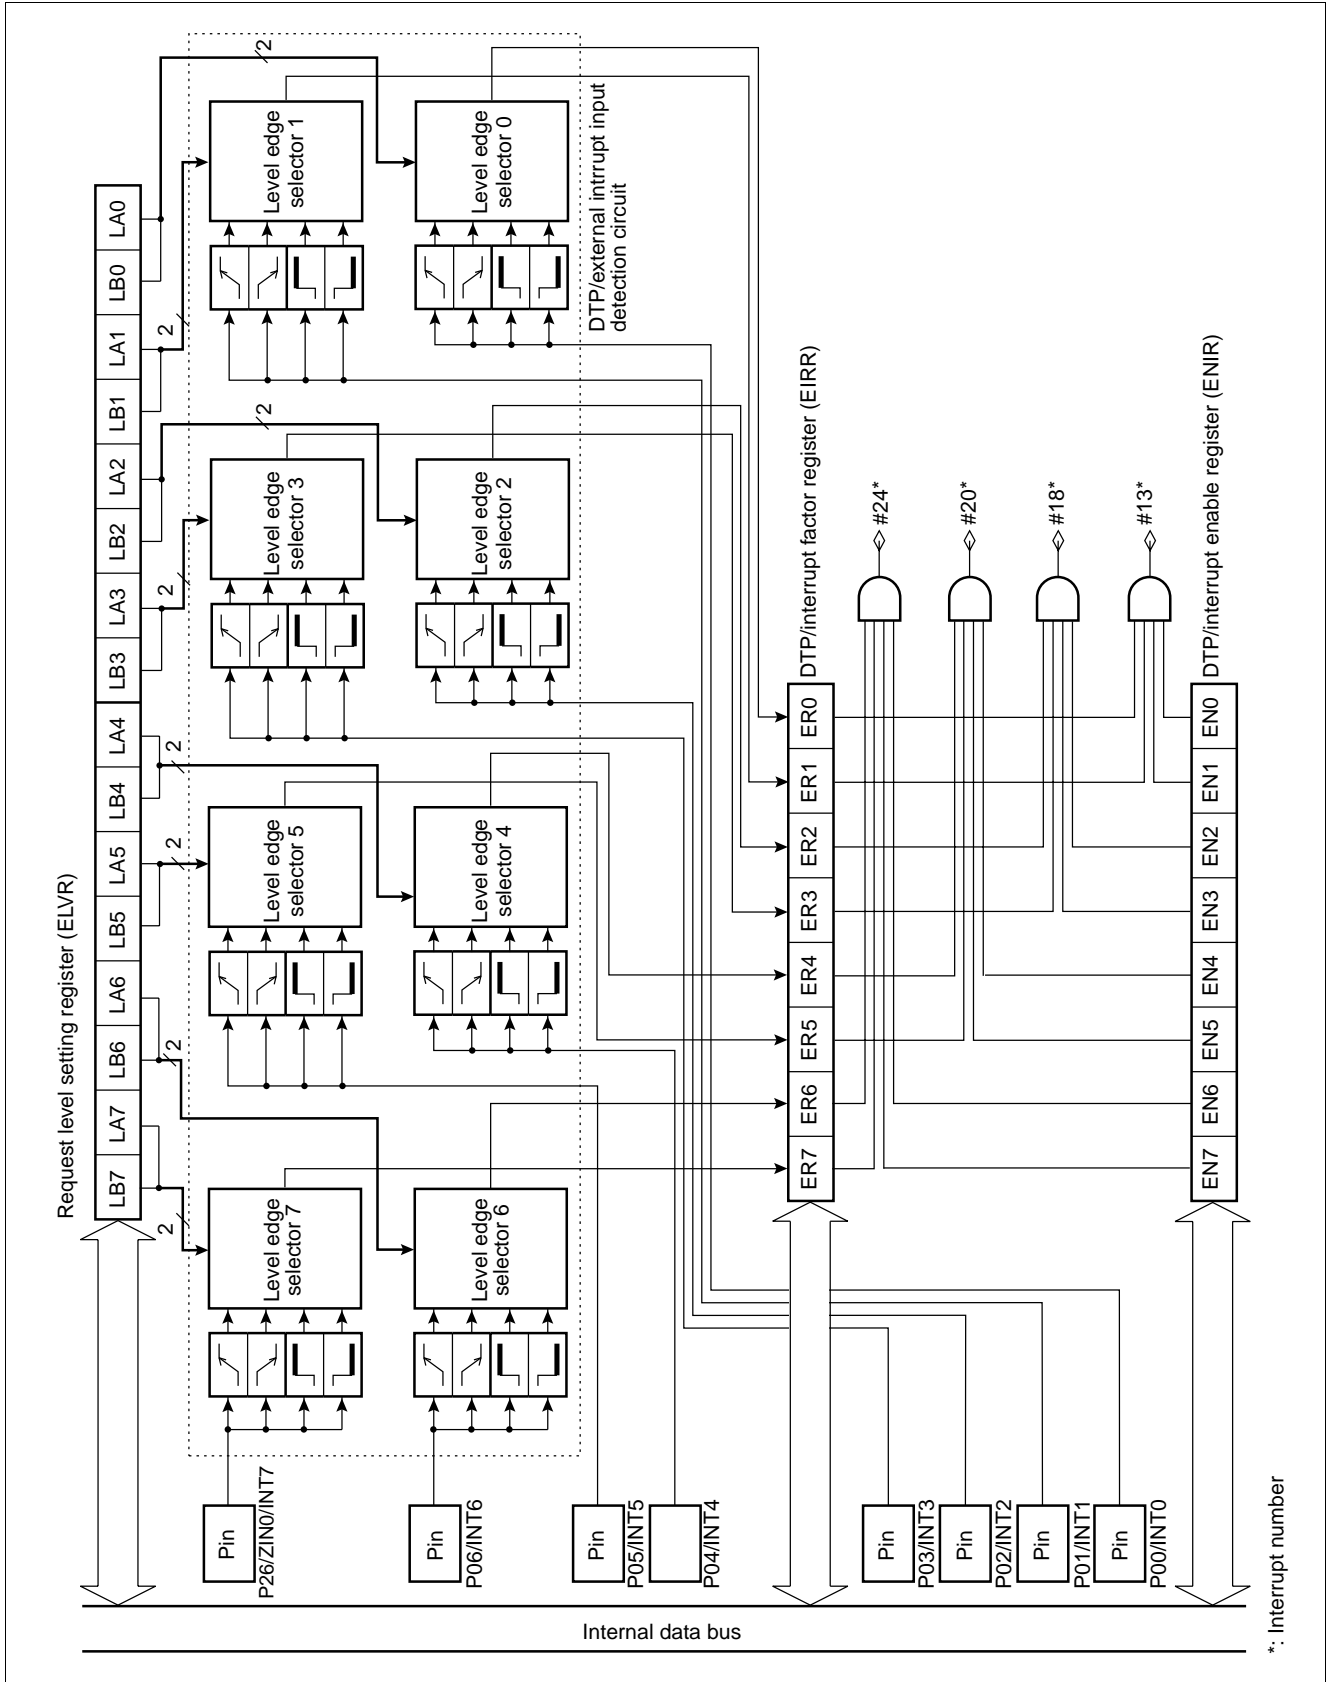 Request level setting register (ELVR)
LB7 LA7 LB6 LA6 LB5 LA5 LB4 LA4 LB3 LA3 LB2 LA2 LB1 LA1 LB0 LA0
2 2 2 2 2 2 2 2
Pin
P26/ZIN0/INT7
Level edge
selector 7
Level edge
selector 5
Level edge
selector 3
Level edge
selector 1
Pin
P06/INT6
Level edge
selector 6
Level edge
selector 4
Level edge
selector 2
Level edge
selector 0
DTP/external intrrupt input
detection circuit
Pin
P05/INT5
P04/INT4
ER7 ER6 ER5 ER4 ER3 ER2 ER1 ER0
DTP/interrupt factor register (EIRR)
Pin
P03/INT3
Pin
P02/INT2
Pin
P01/INT1
Pin
P00/INT0
#24*
#20*
#18*
#13*
EN7 EN6 EN5 EN4 EN3 EN2 EN1 EN0
DTP/interrupt enable register (ENIR)
Internal data bus
*: Interrupt number